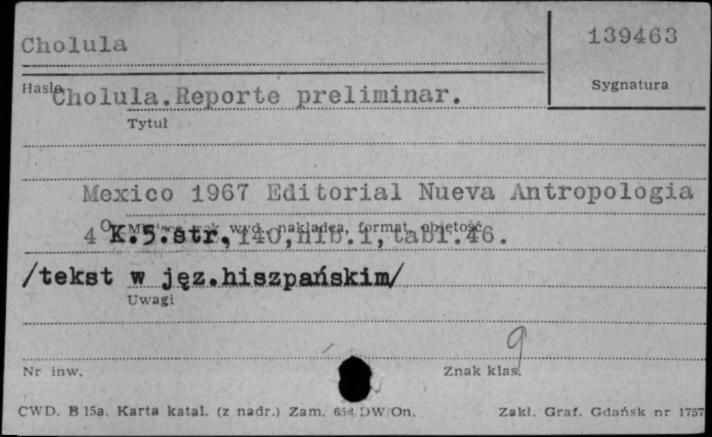 Cholula
139463
Hasło
Sygnatura
Cholula.Reporte preliminar.
Tytuł
Mexico 1967 Editorial Nueva Antropologia
wyd., nakładca, format, objętość
4° K.5.str, 140, nlb.1, tabl.46.
/tekst w jęz.hiszpańskim/
Uwagi
9
Nr inw.
Znak klas.
CWD. B 15a. Karta katal. (z nadr.) Zam. DW/On.
Zakł. Graf. Gdańsk nr 1757